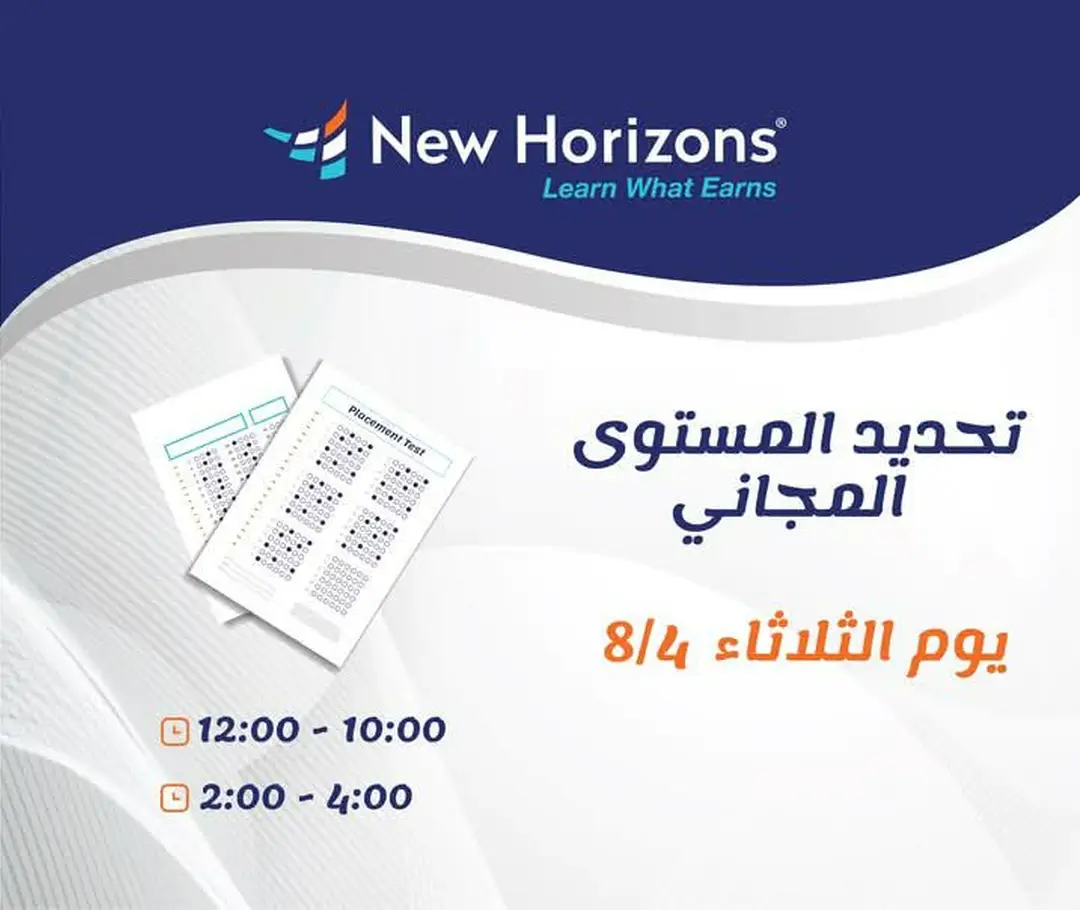 New Horizons®
Learn What Earns
Placement Test
تحديد المستوى
المجاني
يوم الثلاثاء 8/4
12:00 - 10:00
2:00 - 4:00